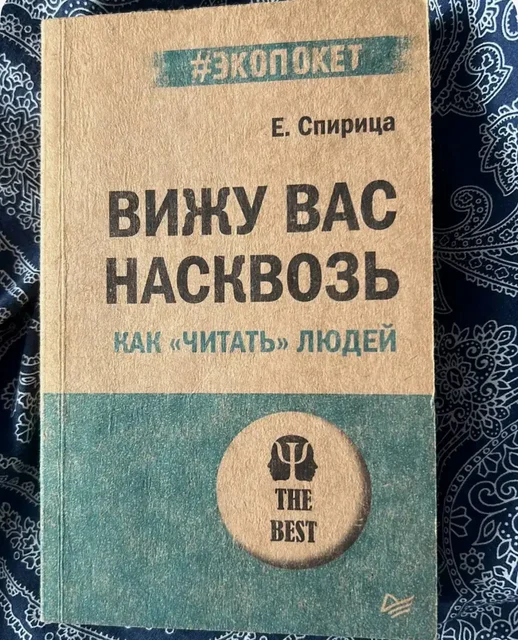 #ЭКОПОКЕТ
Е. Спирица
ВИЖУ ВАС
НАСКВОЗЬ
КАК «ЧИТАТЬ» ЛЮДЕЙ
Ψ
THE
BEST